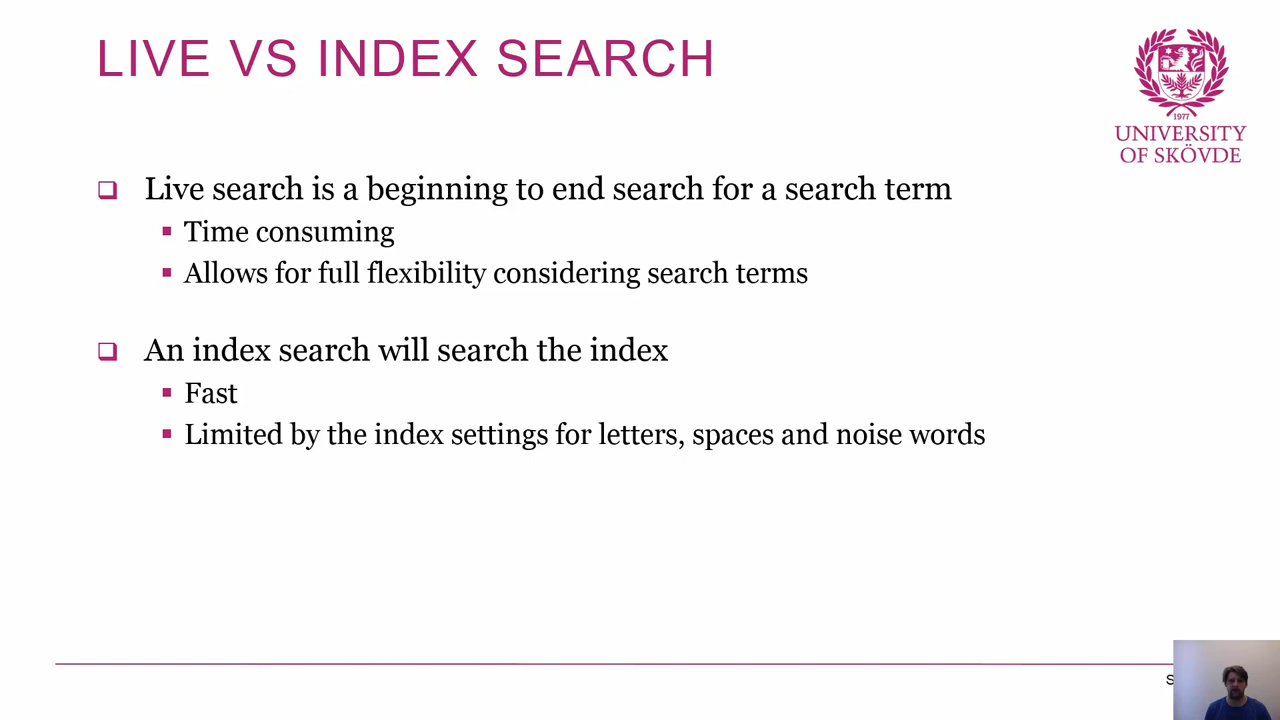 LIVE VS INDEX SEARCH
1977
UNIVERSITY
OF SKÖVDE
Live search is a beginning to end search for a search term
Time consuming
Allows for full flexibility considering search terms
An index search will search the index
Fast
Limited by the index settings for letters, spaces and noise words